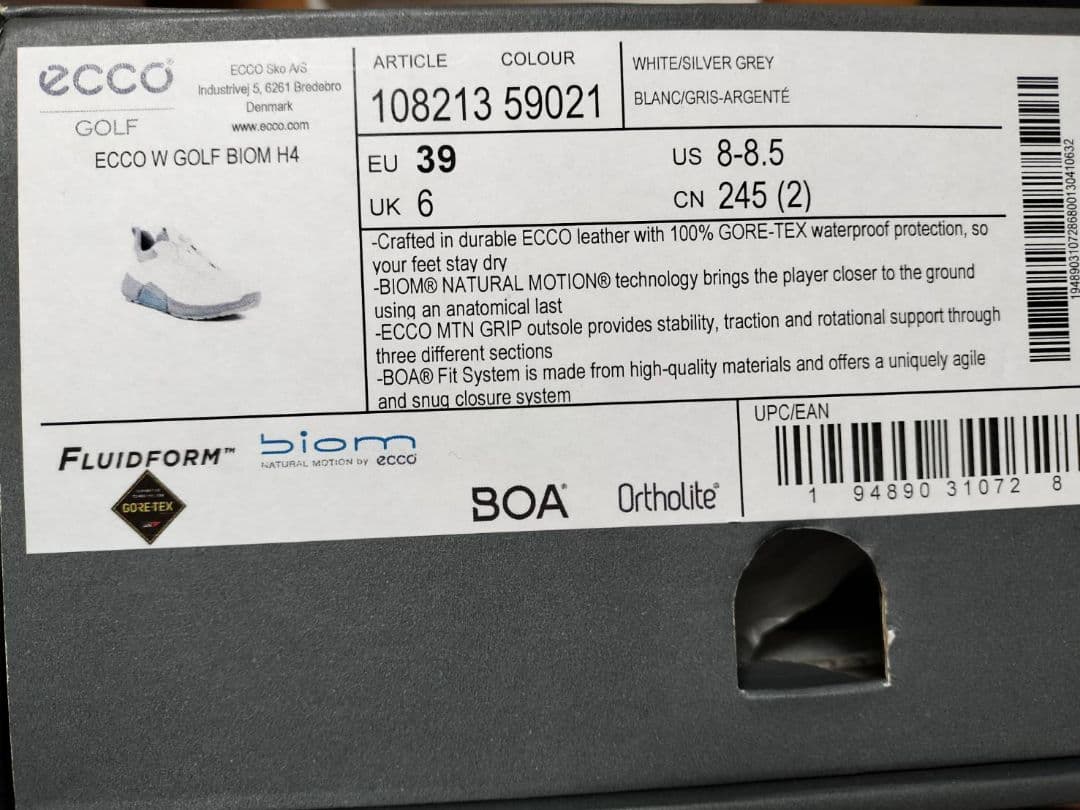 ecco
GOLF
ECCO Sko A/S
Industrivej 5, 6261 Bredebro
Denmark
www.ecco.com
ECCO W GOLF BIOM H4
ARTICLE COLOUR
108213 59021
WHITE/SILVER GREY
BLANC/GRIS-ARGENTÉ
EU 39
US 8-8.5
UK 6
CN 245 (2)
-Crafted in durable ECCO leather with 100% GORE-TEX waterproof protection, so
your feet stay dry
-BIOM® NATURAL MOTION® technology brings the player closer to the ground
using an anatomical last
-ECCO MTN GRIP outsole provides stability, traction and rotational support through
three different sections
-BOA® Fit System is made from high-quality materials and offers a uniquely agile
and snug closure system
1948903107286800130410632
FLUIDFORM™
biom
NATURAL MOTION by ecco
GORE-TEX
BOA®
Ortholite®
UPC/EAN
1 94890 31072 8